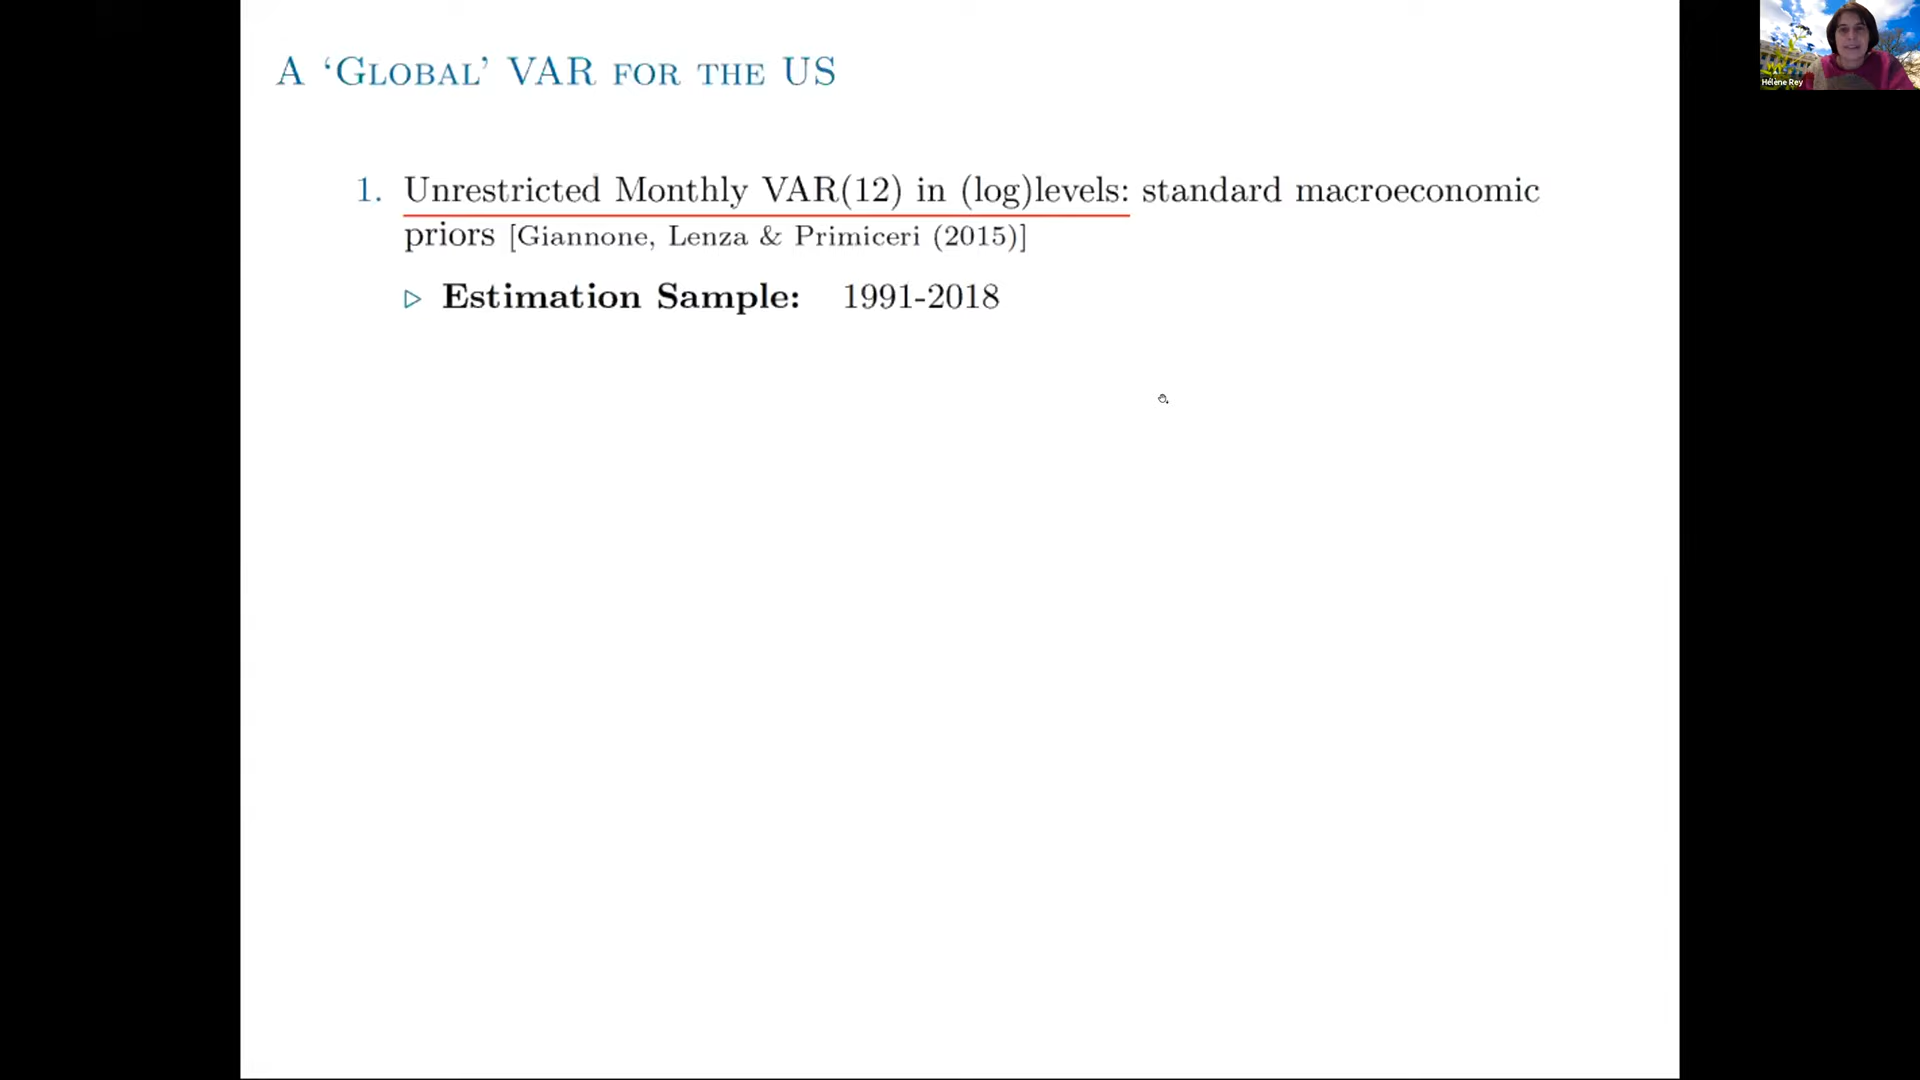 A ‘Global’ VAR for the US
1. Unrestricted Monthly VAR(12) in (log)levels: standard macroeconomic
priors [Giannone, Lenza & Primiceri (2015)]
▷ Estimation Sample: 1991-2018
Hélène Rey